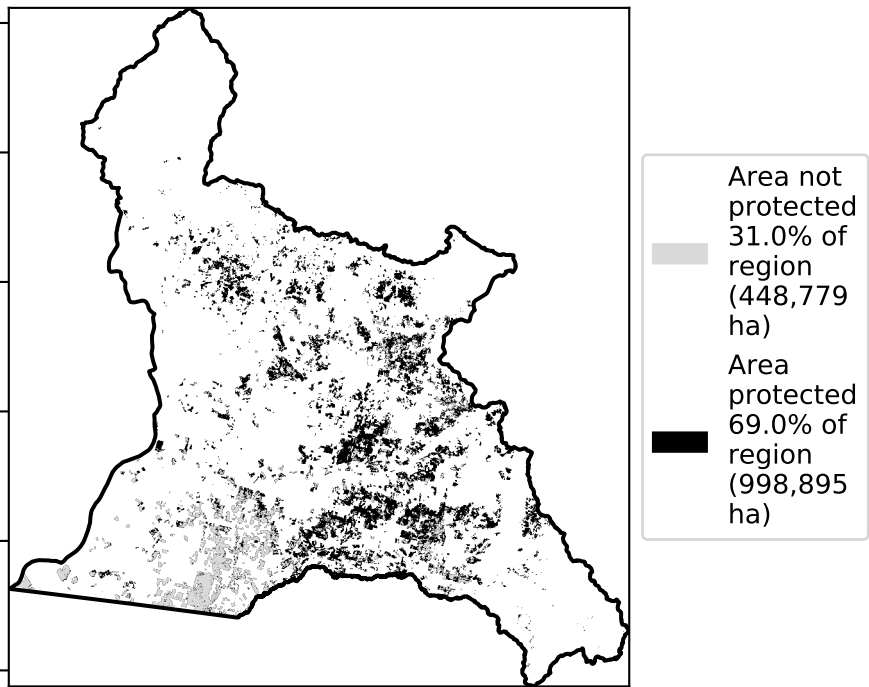 Area not
protected
31.0% of
region
(448,779
ha)
Area
protected
69.0% of
region
(998,895
ha)